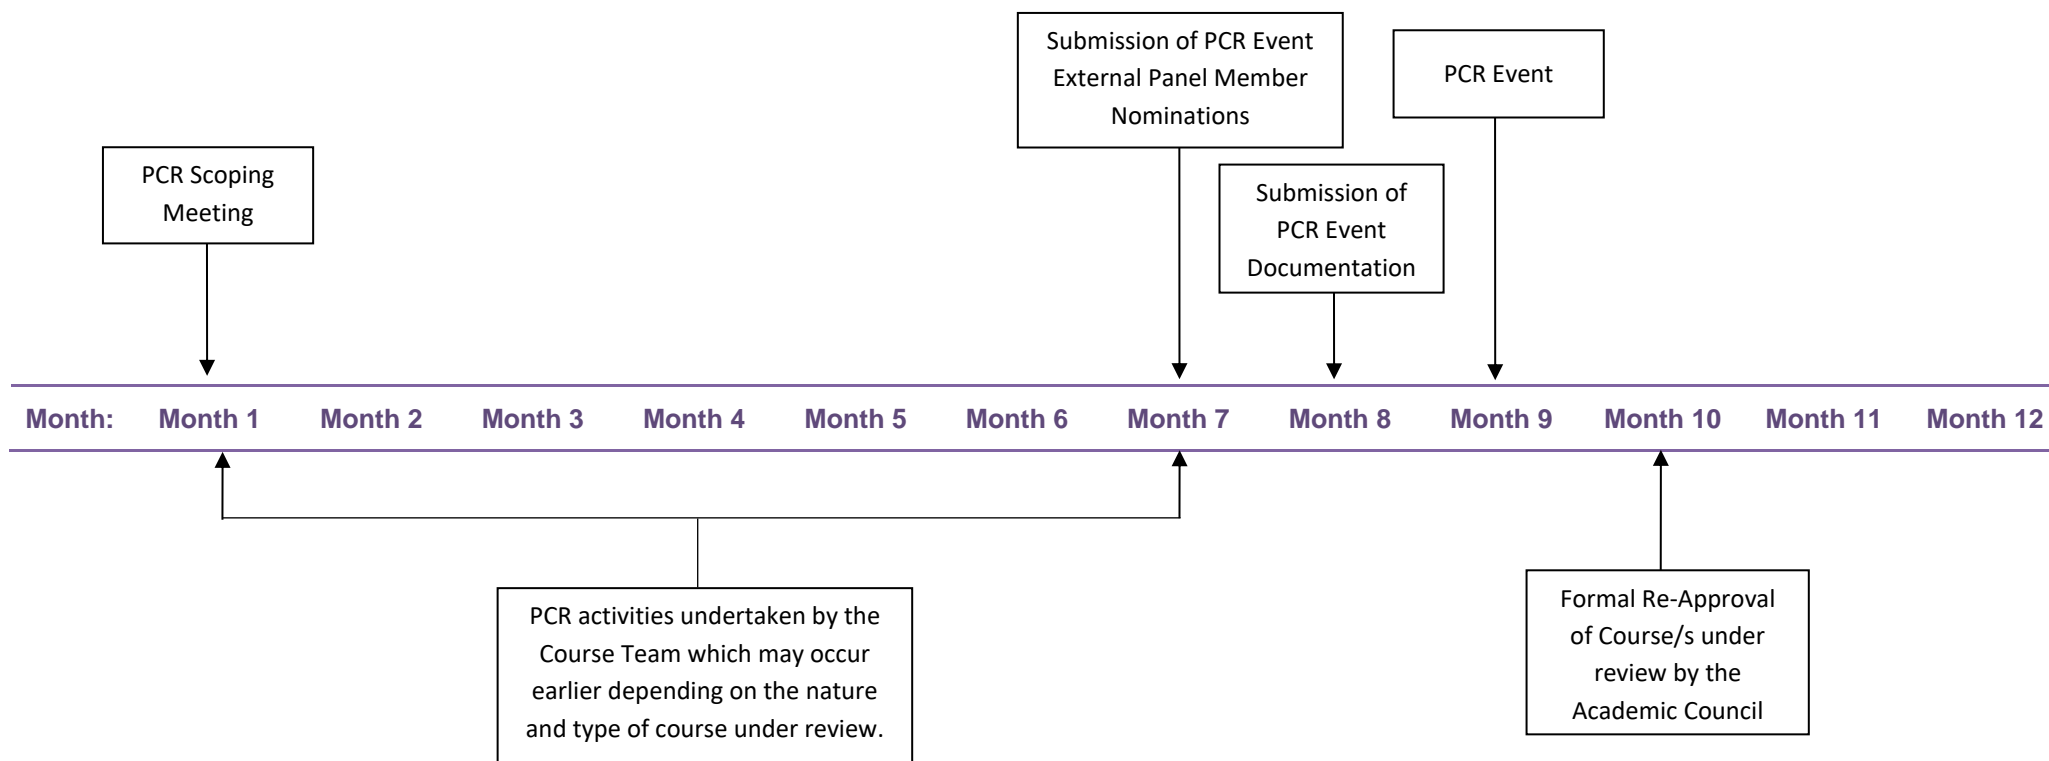 Submission of PCR Event
External Panel Member
Nominations
PCR Event
PCR Scoping
Meeting
Submission of
PCR Event
Documentation
Month: Month 1 Month 2 Month 3 Month 4 Month 5 Month 6 Month 7 Month 8 Month 9 Month 10 Month 11 Month 12
PCR activities undertaken by the
Course Team which may occur
earlier depending on the nature
and type of course under review.
Formal Re-Approval
of Course/s under
review by the
Academic Council